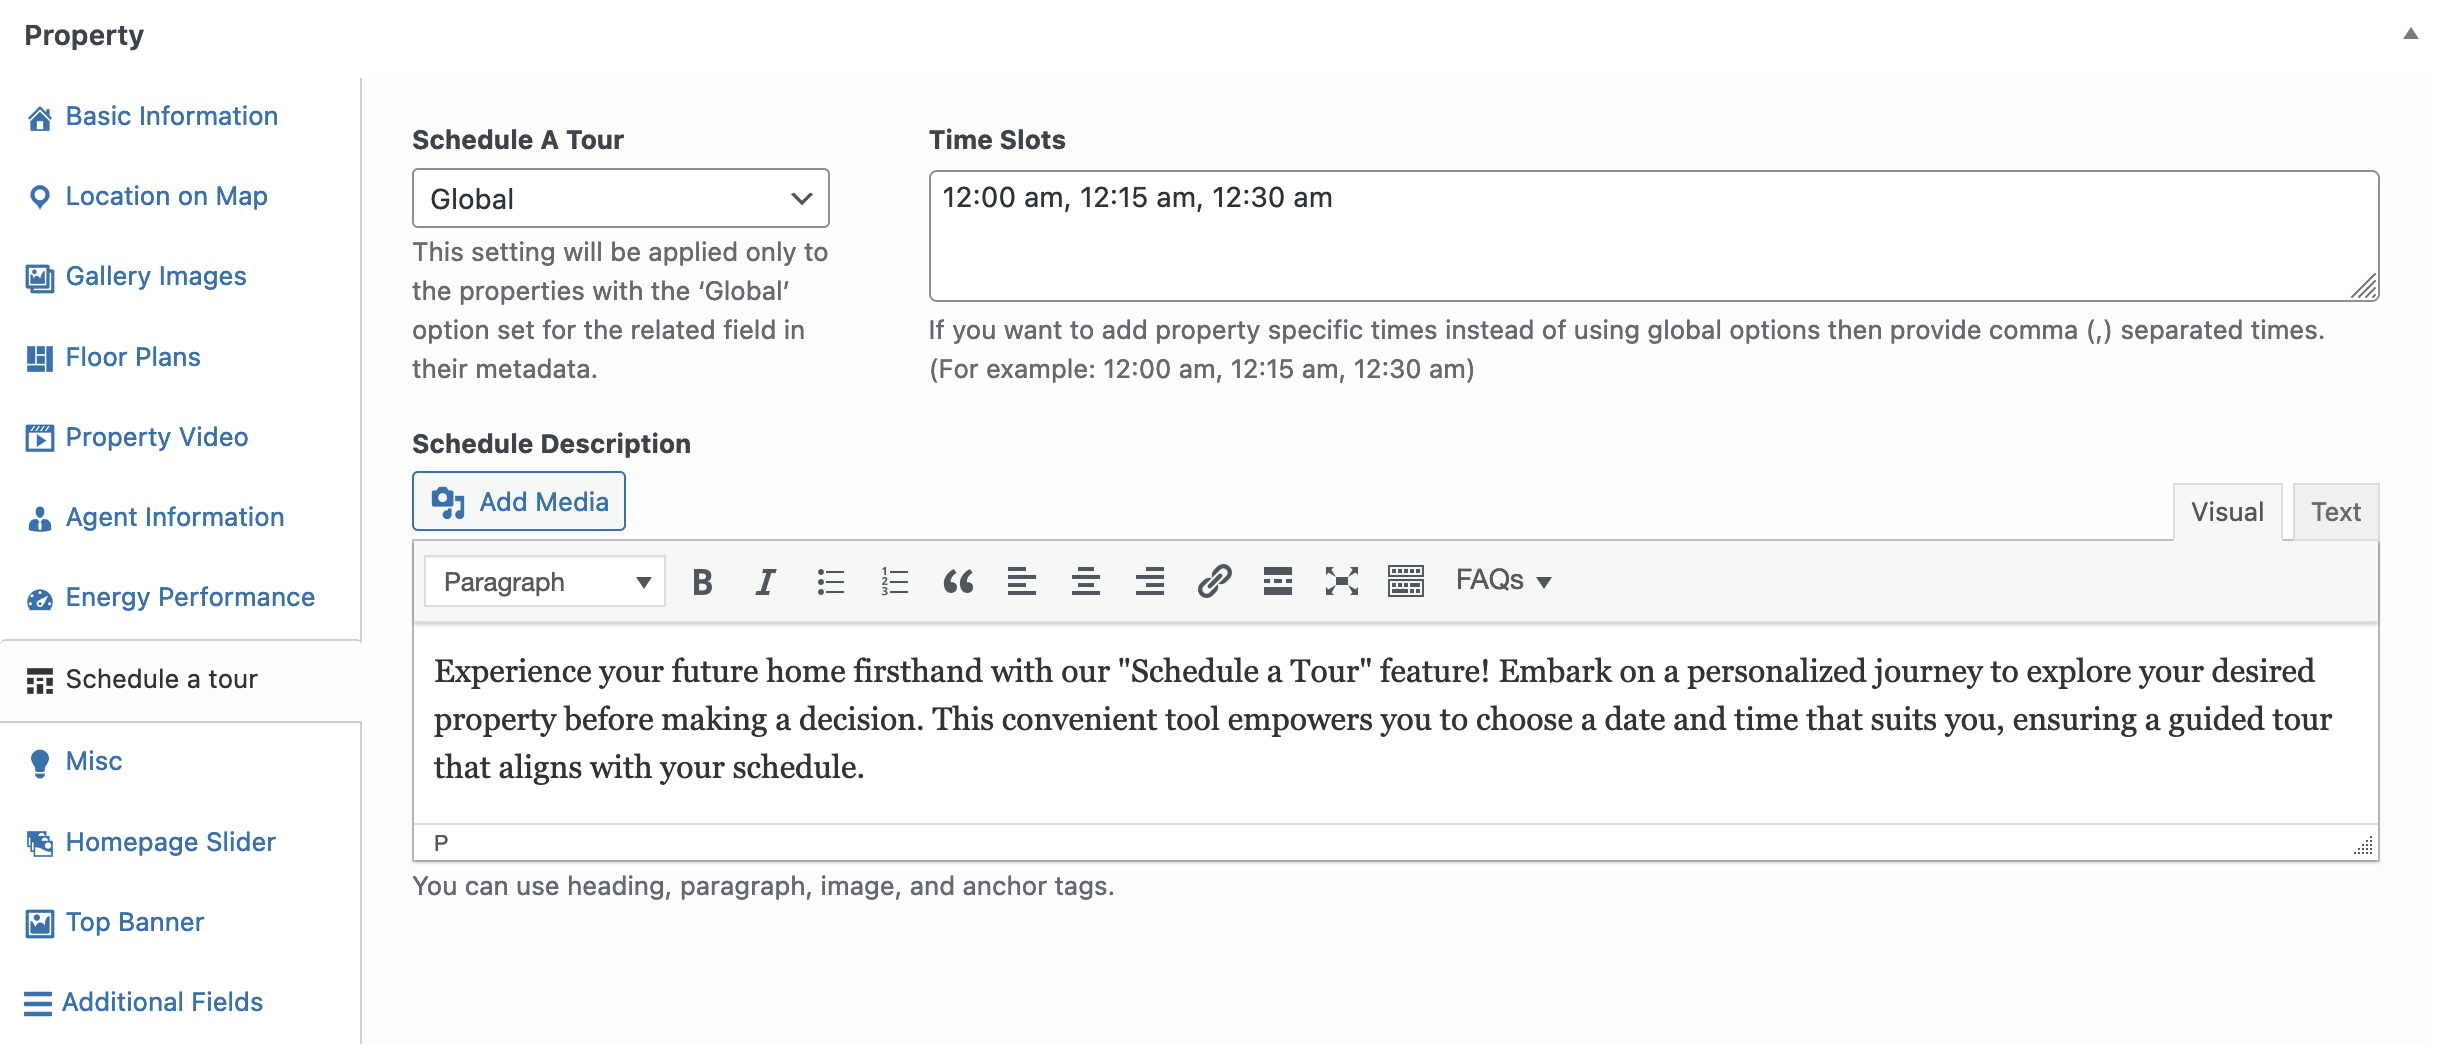 Property
Basic Information
Location on Map
Gallery Images
Floor Plans
Property Video
Agent Information
Energy Performance
Schedule a tour
Misc
Homepage Slider
Top Banner
Additional Fields
Schedule A Tour
Global
This setting will be applied only to
the properties with the ‘Global’
option set for the related field in
their metadata.
Time Slots
12:00 am, 12:15 am, 12:30 am
If you want to add property specific times instead of using global options then provide comma (,) separated times.
(For example: 12:00 am, 12:15 am, 12:30 am)
Schedule Description
Add Media
Visual Text
Paragraph B I FAQs
Experience your future home firsthand with our "Schedule a Tour" feature! Embark on a personalized journey to explore your desired
property before making a decision. This convenient tool empowers you to choose a date and time that suits you, ensuring a guided tour
that aligns with your schedule.
P
You can use heading, paragraph, image, and anchor tags.